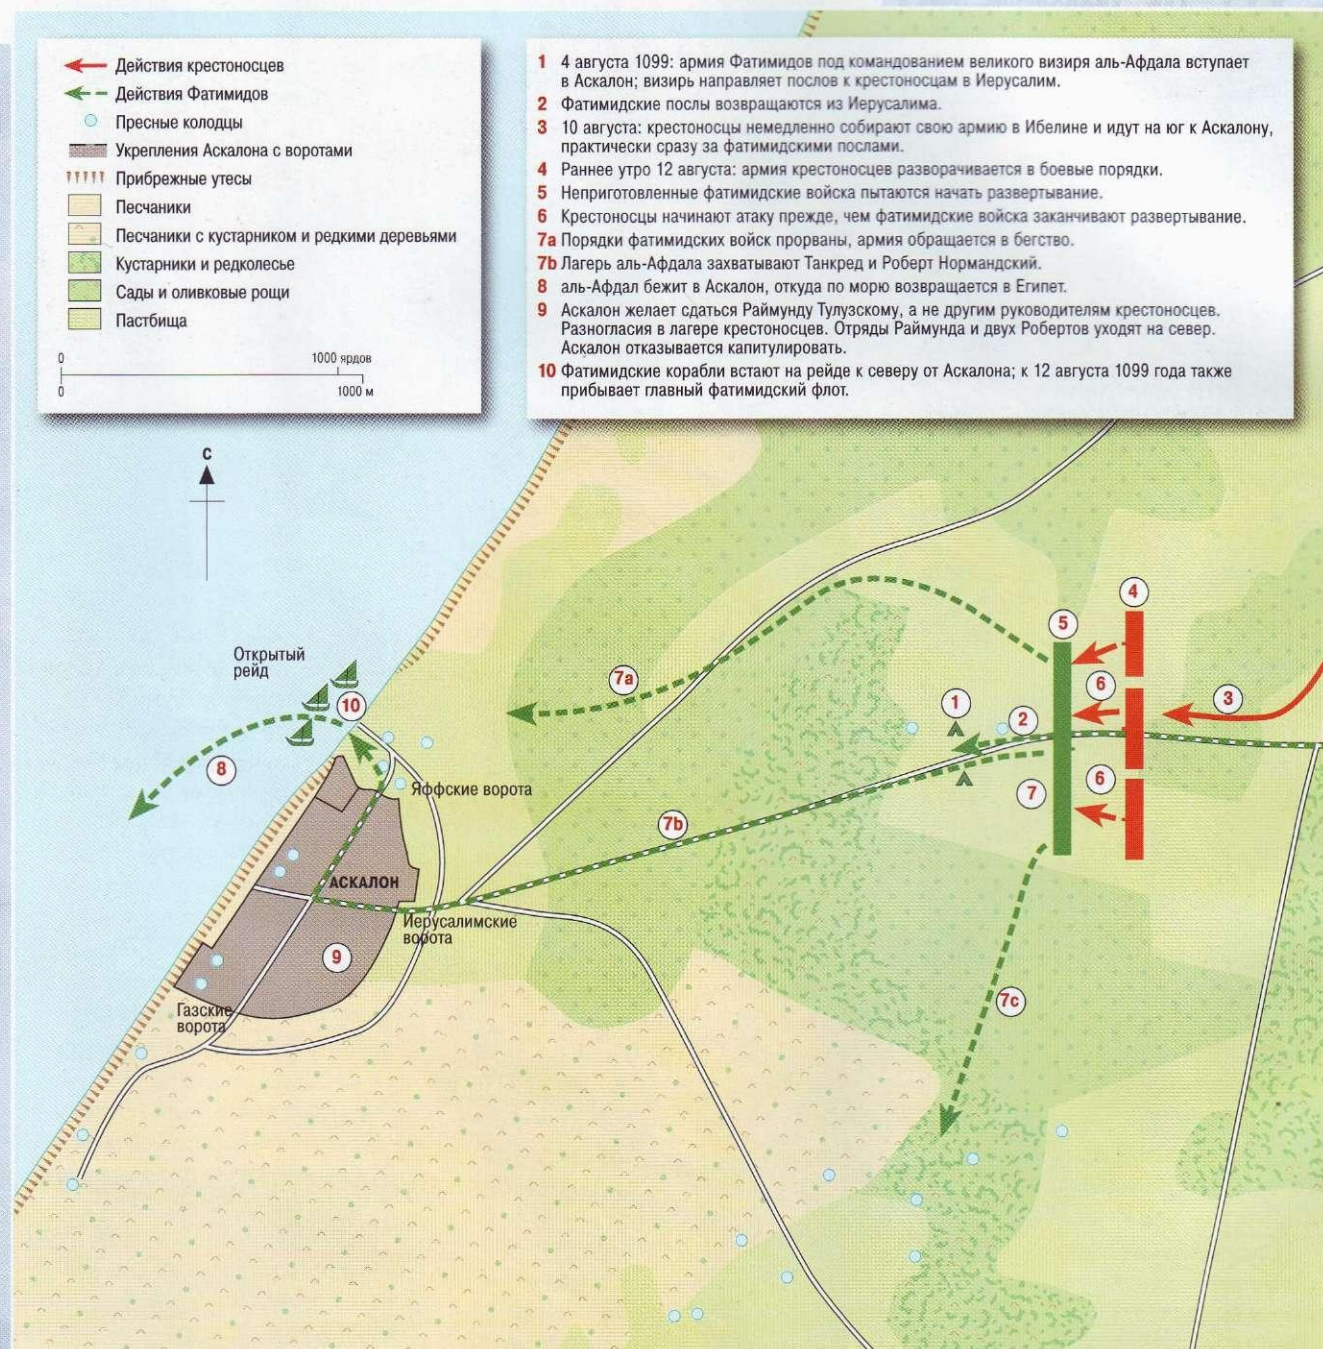 Действия крестоносцев
Действия Фатимидов
Пресные колодцы
Укрепления Аскалона с воротами
Прибрежные утесы
Песчаники
Песчаники с кустарником и редкими деревьями
Кустарники и редколесье
Сады и оливковые рощи
Пастбища
0 1000 ярдов
0 1000 м
1 4 августа 1099: армия Фатимидов под командованием великого визиря аль-Афдала вступает
в Аскалон; визирь направляет послов к крестоносцам в Иерусалим.
2 Фатимидские послы возвращаются из Иерусалима.
3 10 августа: крестоносцы немедленно собирают свою армию в Ибелине и идут на юг к Аскалону,
практически сразу за фатимидскими послами.
4 Раннее утро 12 августа: армия крестоносцев разворачивается в боевые порядки.
5 Неприготовленные фатимидские войска пытаются начать развертывание.
6 Крестоносцы начинают атаку прежде, чем фатимидские войска заканчивают развертывание.
7a Порядки фатимидских войск прорваны, армия обращается в бегство.
7b Лагерь аль-Афдала захватывают Танкред и Роберт Нормандский.
8 аль-Афдал бежит в Аскалон, откуда по морю возвращается в Египет.
9 Аскалон желает сдаться Раймунду Тулузскому, а не другим руководителям крестоносцев.
Разногласия в лагере крестоносцев. Отряды Раймунда и двух Робертов уходят на север.
Аскалон отказывается капитулировать.
10 Фатимидские корабли встают на рейде к северу от Аскалона; к 12 августа 1099 года также
прибывает главный фатимидский флот.
С
4
5
Открытый
рейд
7a
6
3
1
10
2
8
Яффские ворота
6
7
7b
АСКАЛОН
Иерусалимские
ворота
9
7c
Газские
ворота